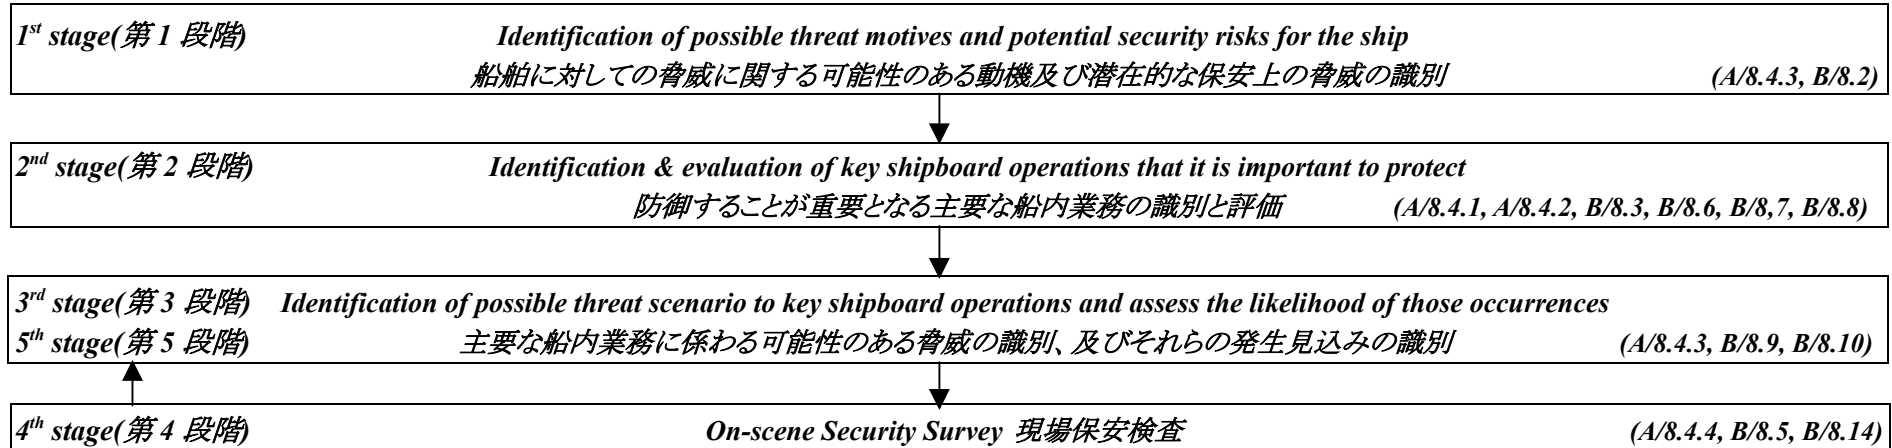 1st stage(第 1 段階) Identification of possible threat motives and potential security risks for the ship
船舶に対しての脅威に関する可能性のある動機及び潜在的な保安上の脅威の識別 (A/8.4.3, B/8.2)
2nd stage(第 2 段階) Identification & evaluation of key shipboard operations that it is important to protect
防御することが重要となる主要な船内業務の識別と評価 (A/8.4.1, A/8.4.2, B/8.3, B/8.6, B/8,7, B/8.8)
3rd stage(第 3 段階) Identification of possible threat scenario to key shipboard operations and assess the likelihood of those occurrences
5th stage(第 5 段階) 主要な船内業務に係わる可能性のある脅威の識別、及びそれらの発生見込みの識別 (A/8.4.3, B/8.9, B/8.10)
4th stage(第 4 段階) On-scene Security Survey 現場保安検査 (A/8.4.4, B/8.5, B/8.14)